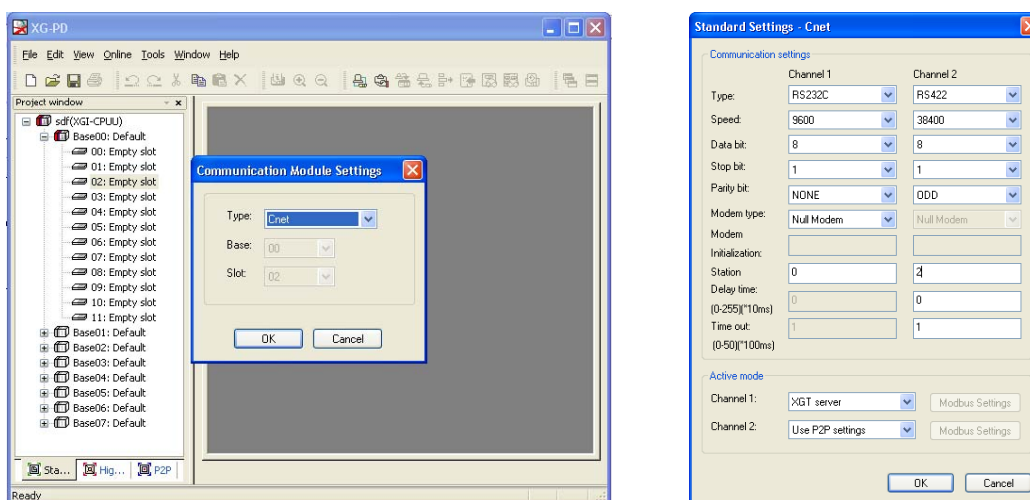 XG-PD
File Edit View Online Tools Window Help
Project window
sdf(XGI-CPUU)
Base00: Default
00: Empty slot
01: Empty slot
02: Empty slot
03: Empty slot
04: Empty slot
05: Empty slot
06: Empty slot
07: Empty slot
08: Empty slot
09: Empty slot
10: Empty slot
11: Empty slot
Base01: Default
Base02: Default
Base03: Default
Base04: Default
Base05: Default
Base06: Default
Base07: Default
Sta... Hig... P2P
Ready
Communication Module Settings
Type: Cnet
Base: 00
Slot: 02
OK Cancel
Standard Settings - Cnet
Communication settings
Channel 1 Channel 2
Type: RS232C RS422
Speed: 9600 38400
Data bit: 8 8
Stop bit: 1 1
Parity bit: NONE ODD
Modem type: Null Modem Null Modem
Modem
Initialization:
Station 0 2
Delay time:
(0-255)(*10ms) 0 0
Time out: 1 1
(0-50)(*100ms)
Active mode
Channel 1: XGT server Modbus Settings
Channel 2: Use P2P settings Modbus Settings
OK Cancel